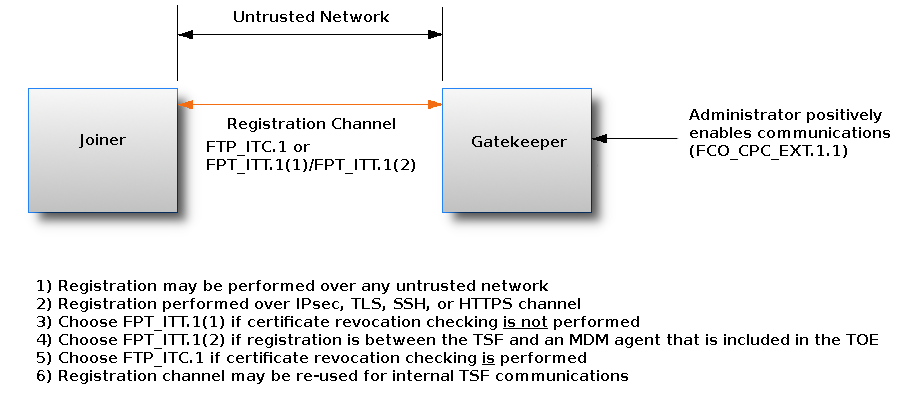 Untrusted Network
Joiner
Registration Channel
FTP_ITC.1 or
FPT_ITT.1(1)/FPT_ITT.1(2)
Gatekeeper
Administrator positively
enables communications
(FCO_CPC_EXT.1.1)
1) Registration may be performed over any untrusted network
2) Registration performed over IPsec, TLS, SSH, or HTTPS channel
3) Choose FPT_ITT.1(1) if certificate revocation checking is not performed
4) Choose FPT_ITT.1(2) if registration is between the TSF and an MDM agent that is included in the TOE
5) Choose FTP_ITC.1 if certificate revocation checking is performed
6) Registration channel may be re-used for internal TSF communications